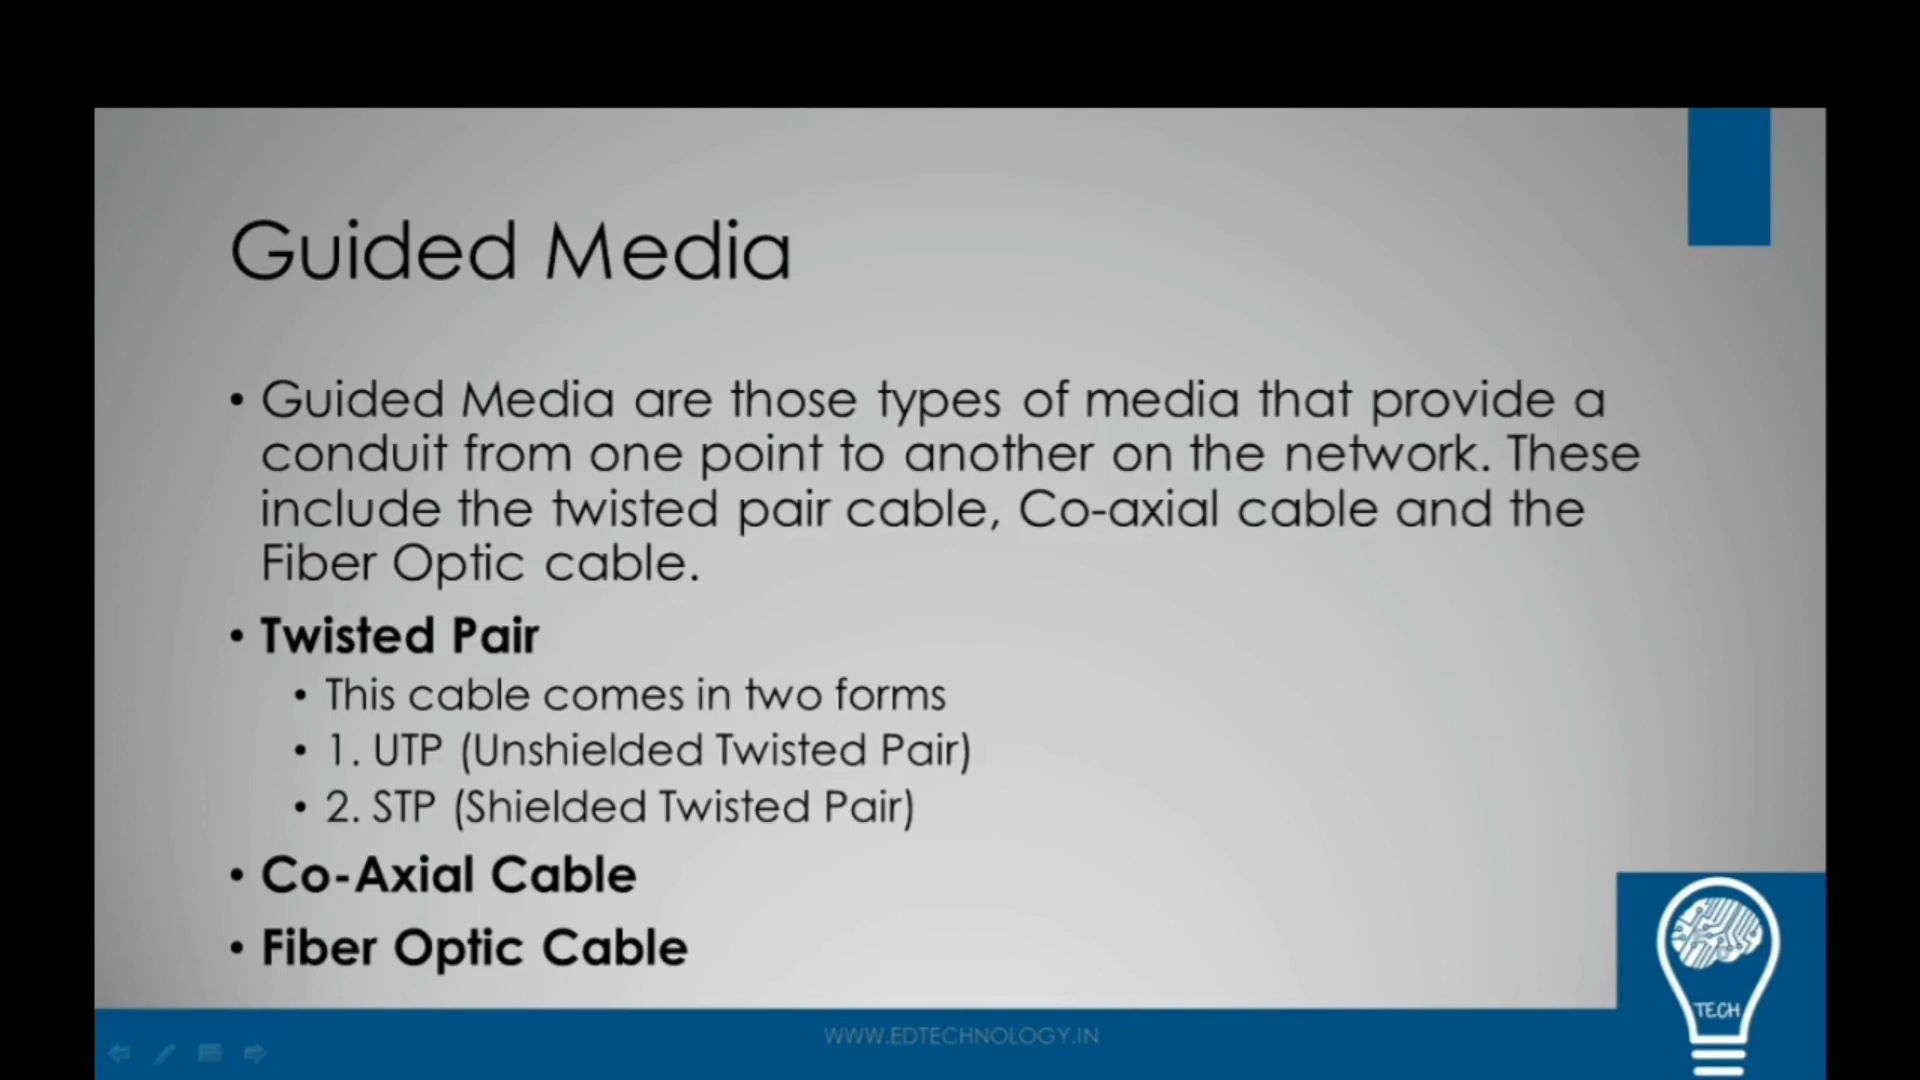 Guided Media
• Guided Media are those types of media that provide a
conduit from one point to another on the network. These
include the twisted pair cable, Co-axial cable and the
Fiber Optic cable.
• Twisted Pair
• This cable comes in two forms
• 1. UTP (Unshielded Twisted Pair)
• 2. STP (Shielded Twisted Pair)
• Co-Axial Cable
• Fiber Optic Cable
TECH
WWW.EDTECHNOLOGY.IN